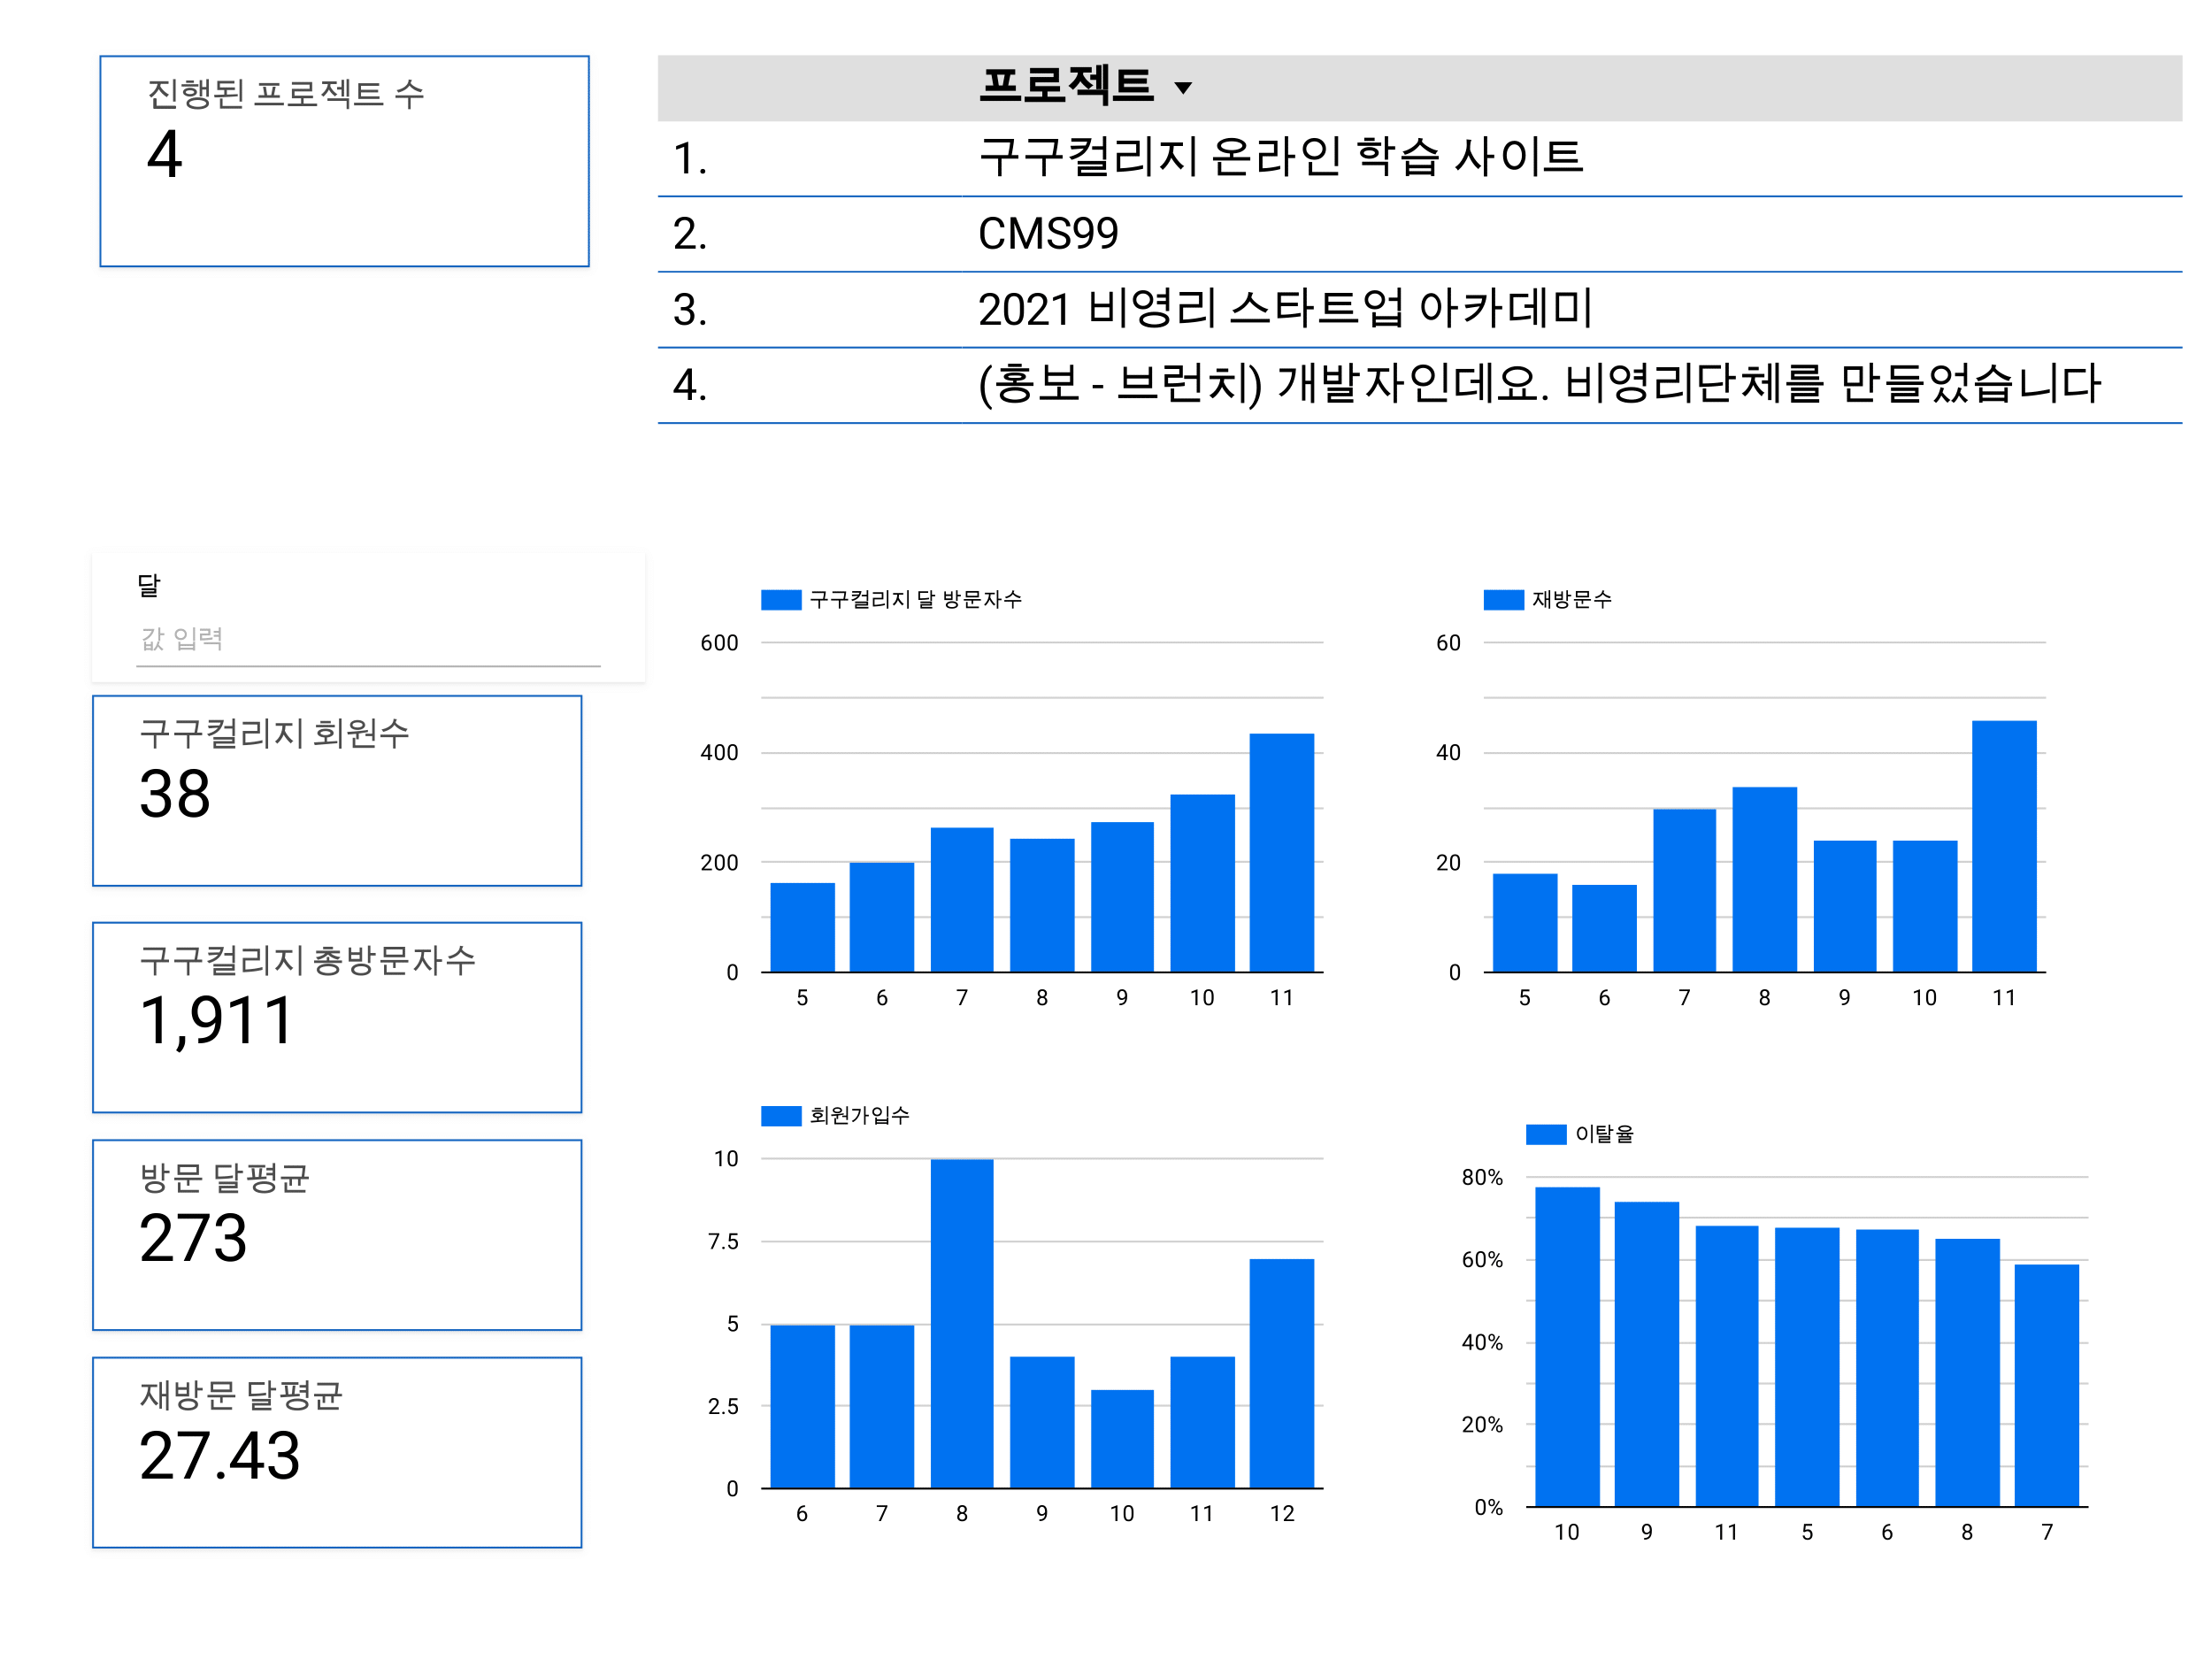 진행된 프로젝트 수
4
프로젝트
1. 구구컬리지 온라인 학습 사이트
2. CMS99
3. 2021 비영리 스타트업 아카데미
4. (홍보 - 브런치) 개발자인데요. 비영리단체를 만들었습니다
달
값 입력
구구컬리지 회원수
38
구구컬리지 총방문자수
1,911
방문 달평균
273
재방문 달평균
27.43
구구컬리지 달 방문자수
600
400
200
0
5 6 7 8 9 10 11
재방문수
60
40
20
0
5 6 7 8 9 10 11
회원가입수
10
7.5
5
2.5
0
6 7 8 9 10 11 12
이탈율
80%
60%
40%
20%
0%
10 9 11 5 6 8 7